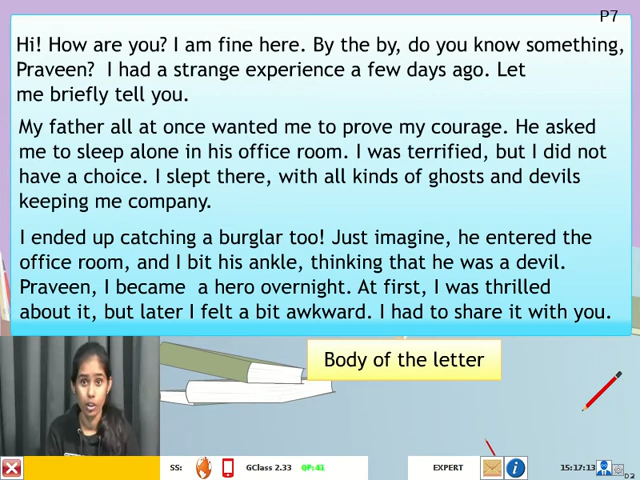 P7
Hi! How are you? I am fine here. By the by, do you know something,
Praveen?  I had a strange experience a few days ago. Let
me briefly tell you.
My father all at once wanted me to prove my courage. He asked
me to sleep alone in his office room. I was terrified, but I did not
have a choice. I slept there, with all kinds of ghosts and devils
keeping me company.
I ended up catching a burglar too! Just imagine, he entered the
office room, and I bit his ankle, thinking that he was a devil.
Praveen, I became  a hero overnight. At first, I was thrilled
about it, but later I felt a bit awkward. I had to share it with you.
Body of the letter
SS: GClass 2.33 QP:41 EXPERT 15:17:13